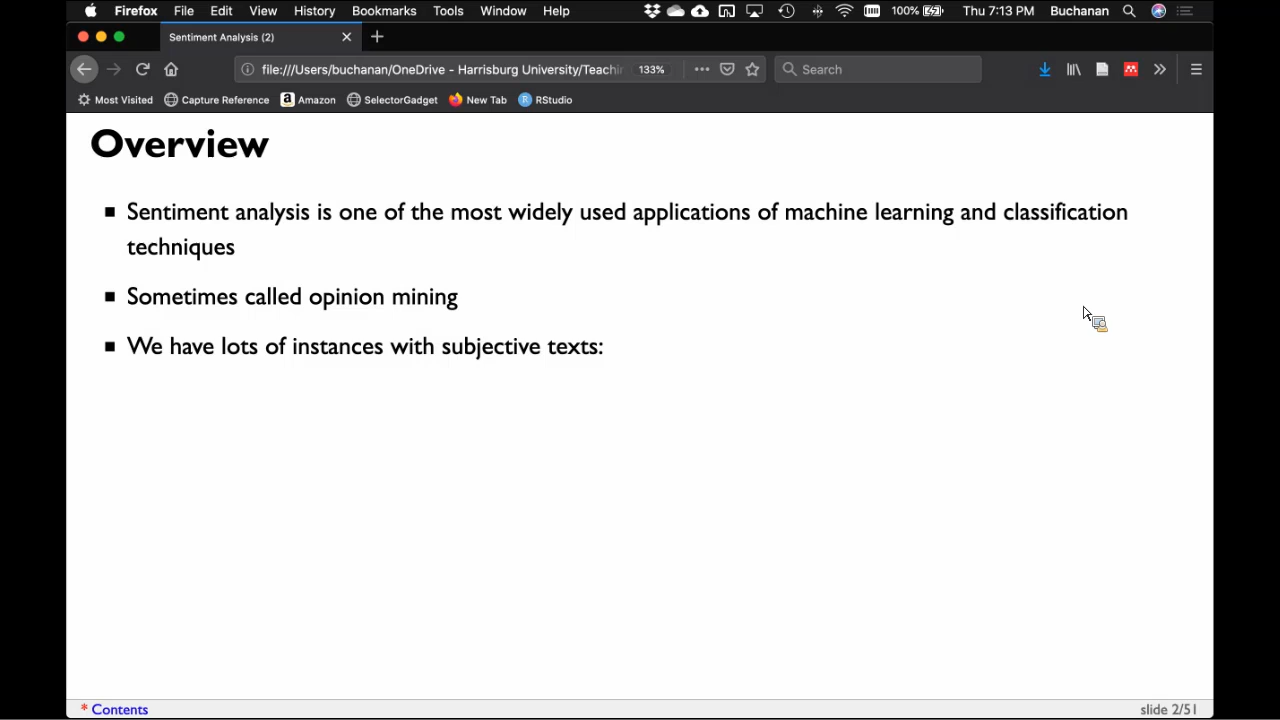 Firefox File Edit View History Bookmarks Tools Window Help 100% Thu 7:13 PM Buchanan
Sentiment Analysis (2)
file:///Users/buchanan/OneDrive - Harrisburg University/Teachin 133% Search
Most Visited Capture Reference Amazon SelectorGadget New Tab RStudio
Overview
Sentiment analysis is one of the most widely used applications of machine learning and classification
techniques
Sometimes called opinion mining
We have lots of instances with subjective texts:
* Contents slide 2/51